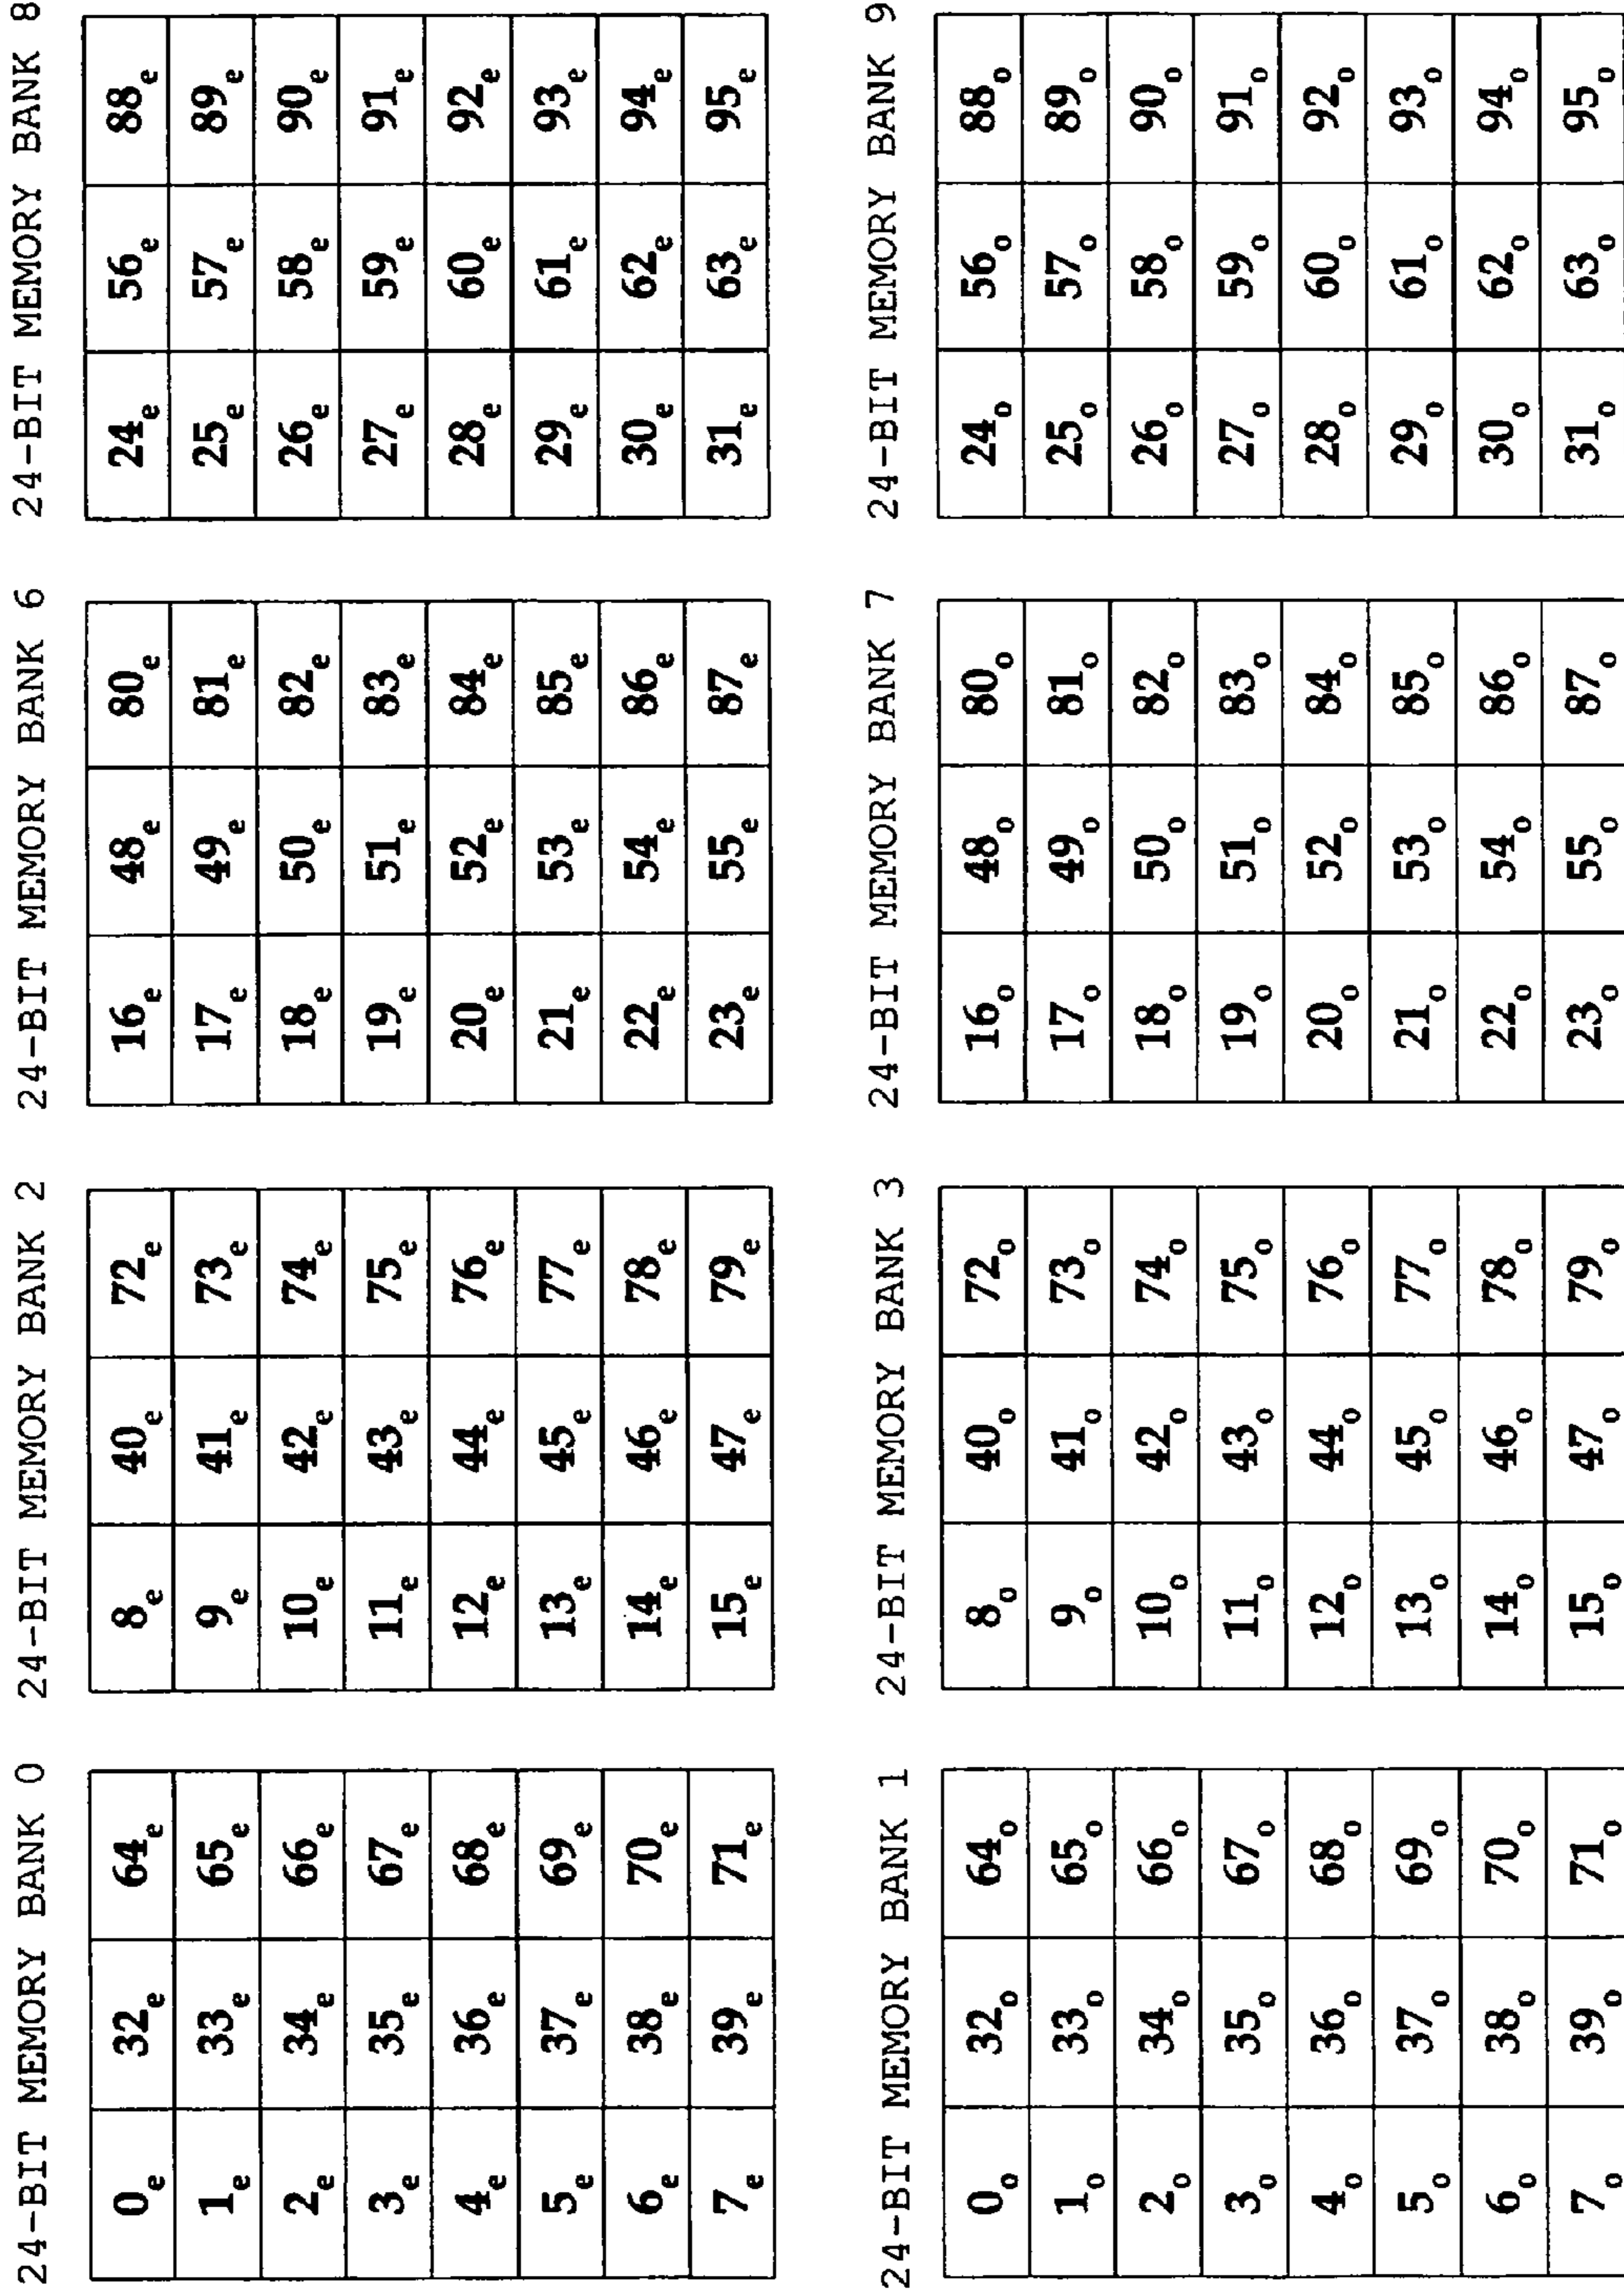 24-BIT MEMORY BANK 0 24-BIT MEMORY BANK 2 24-BIT MEMORY BANK 6 24-BIT MEMORY BANK 8
0e 32e 64e 8e 40e 72e 16e 48e 80e 24e 56e 88e
1e 33e 65e 9e 41e 73e 17e 49e 81e 25e 57e 89e
2e 34e 66e 10e 42e 74e 18e 50e 82e 26e 58e 90e
3e 35e 67e 11e 43e 75e 19e 51e 83e 27e 59e 91e
4e 36e 68e 12e 44e 76e 20e 52e 84e 28e 60e 92e
5e 37e 69e 13e 45e 77e 21e 53e 85e 29e 61e 93e
6e 38e 70e 14e 46e 78e 22e 54e 86e 30e 62e 94e
7e 39e 71e 15e 47e 79e 23e 55e 87e 31e 63e 95e
24-BIT MEMORY BANK 1 24-BIT MEMORY BANK 3 24-BIT MEMORY BANK 7 24-BIT MEMORY BANK 9
0o 32o 64o 8o 40o 72o 16o 48o 80o 24o 56o 88o
1o 33o 65o 9o 41o 73o 17o 49o 81o 25o 57o 89o
2o 34o 66o 10o 42o 74o 18o 50o 82o 26o 58o 90o
3o 35o 67o 11o 43o 75o 19o 51o 83o 27o 59o 91o
4o 36o 68o 12o 44o 76o 20o 52o 84o 28o 60o 92o
5o 37o 69o 13o 45o 77o 21o 53o 85o 29o 61o 93o
6o 38o 70o 14o 46o 78o 22o 54o 86o 30o 62o 94o
7o 39o 71o 15o 47o 79o 23o 55o 87o 31o 63o 95o